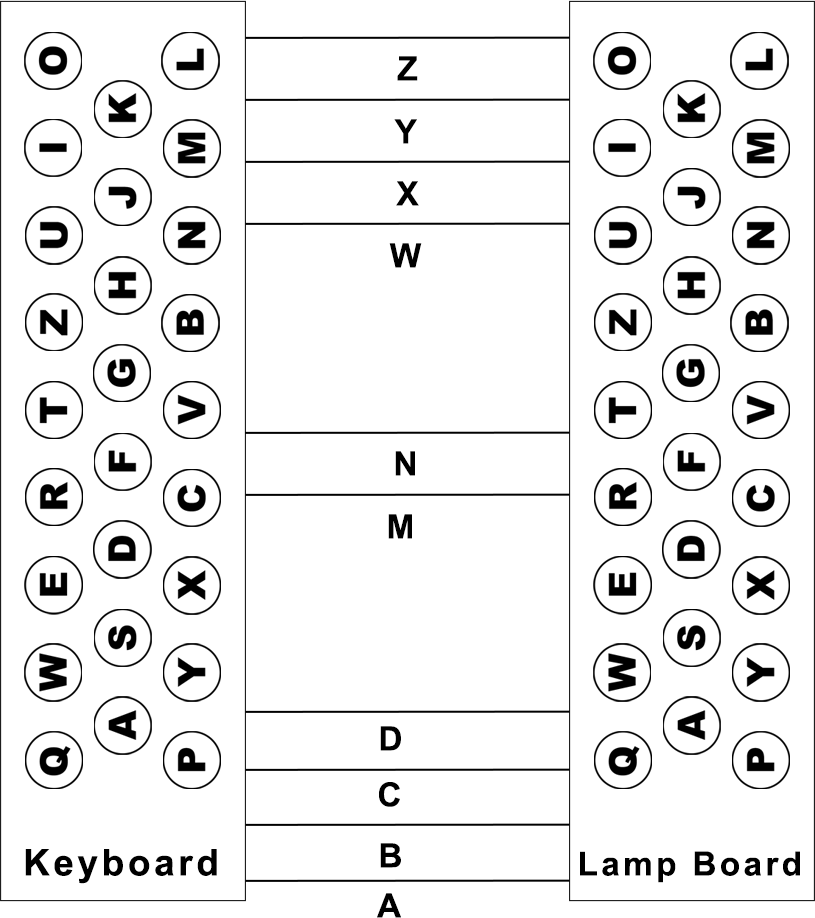 Q W E R T Z U I O
A S D F G H J K
P Y X C V B N M L
Keyboard
Z
Y
X
W
N
M
D
C
B
A
Q W E R T Z U I O
A S D F G H J K
P Y X C V B N M L
Lamp Board